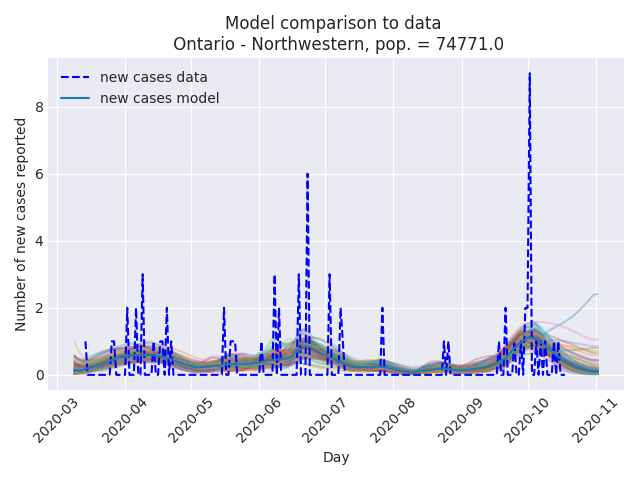 Model comparison to data
Ontario - Northwestern, pop. = 74771.0
new cases data
new cases model
Number of new cases reported
8
6
4
2
0
2020-03
2020-04
2020-05
2020-06
2020-07
2020-08
2020-09
2020-10
2020-11
Day